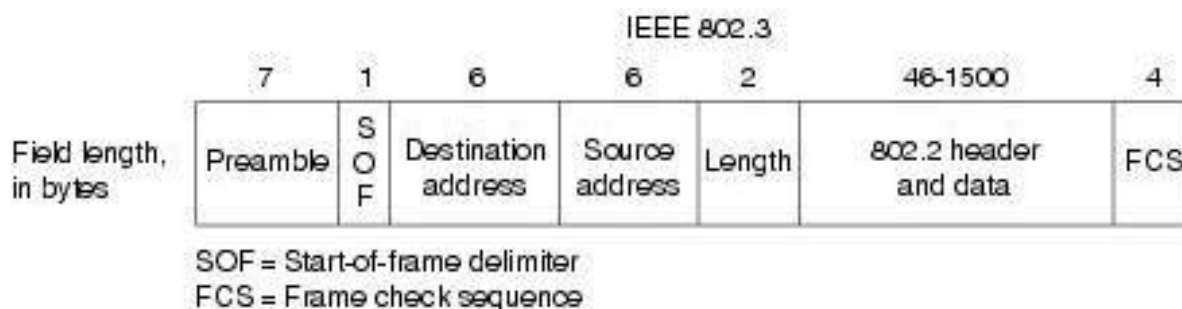 IEEE 802.3
7 1 6 6 2 46-1500 4
Field length, in bytes
Preamble
SOF
Destination address
Source address
Length
802.2 header and data
FCS
SOF = Start-of-frame delimiter
FCS = Frame check sequence